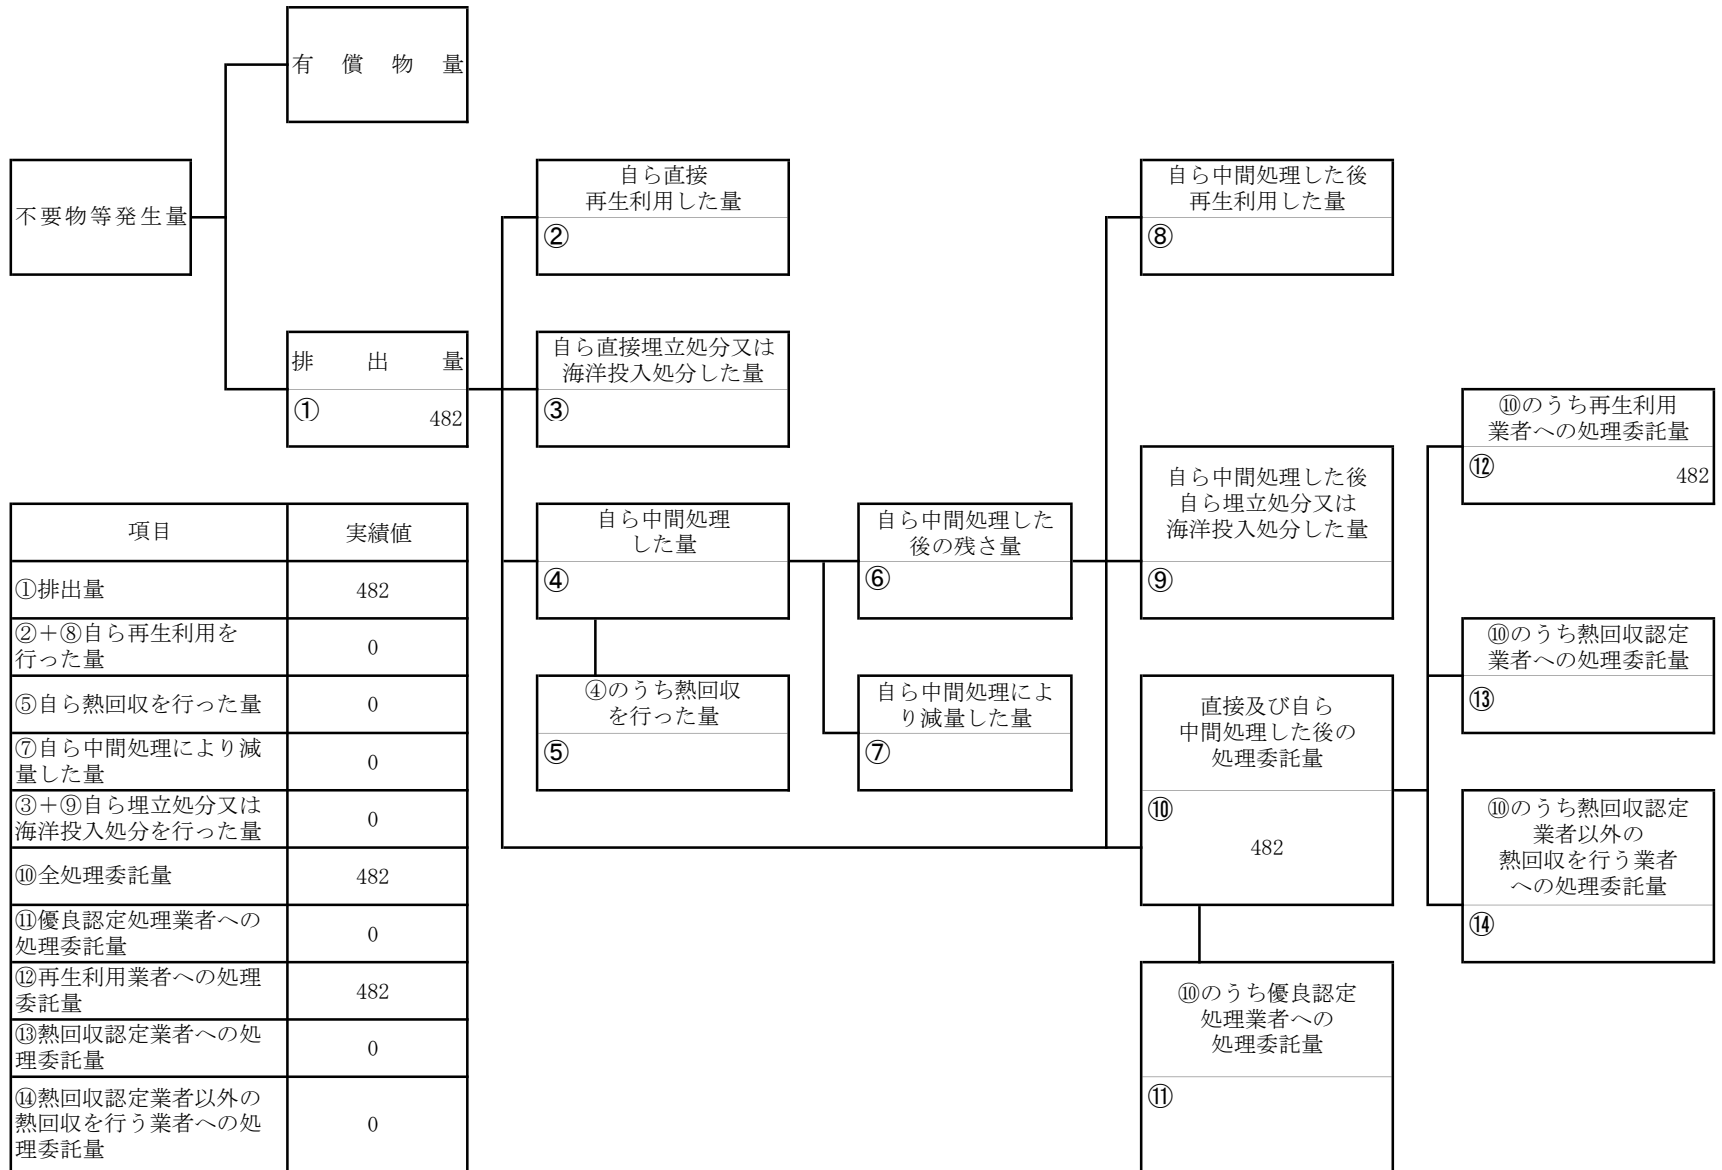 有償物量
不要物等発生量
自ら直接
再生利用した量
②
自ら中間処理した後
再生利用した量
⑧
排出量
①
482
自ら直接埋立処分又は
海洋投入処分した量
③
⑩のうち再生利用
業者への処理委託量
⑫
482
自ら中間処理した後
自ら埋立処分又は
海洋投入処分した量
⑨
自ら中間処理
した量
④
自ら中間処理した
後の残さ量
⑥
⑩のうち熱回収認定
業者への処理委託量
⑬
④のうち熱回収
を行った量
⑤
自ら中間処理によ
り減量した量
⑦
直接及び自ら
中間処理した後の
処理委託量
⑩
482
⑩のうち熱回収認定
業者以外の
熱回収を行う業者
への処理委託量
⑭
⑩のうち優良認定
処理業者への
処理委託量
⑪
項目 実績値
①排出量 482
②＋⑧自ら再生利用を
行った量 0
⑤自ら熱回収を行った量 0
⑦自ら中間処理により減
量した量 0
③＋⑨自ら埋立処分又は
海洋投入処分を行った量 0
⑩全処理委託量 482
⑪優良認定処理業者への
処理委託量 0
⑫再生利用業者への処理
委託量 482
⑬熱回収認定業者への処
理委託量 0
⑭熱回収認定業者以外の
熱回収を行う業者への処
理委託量 0